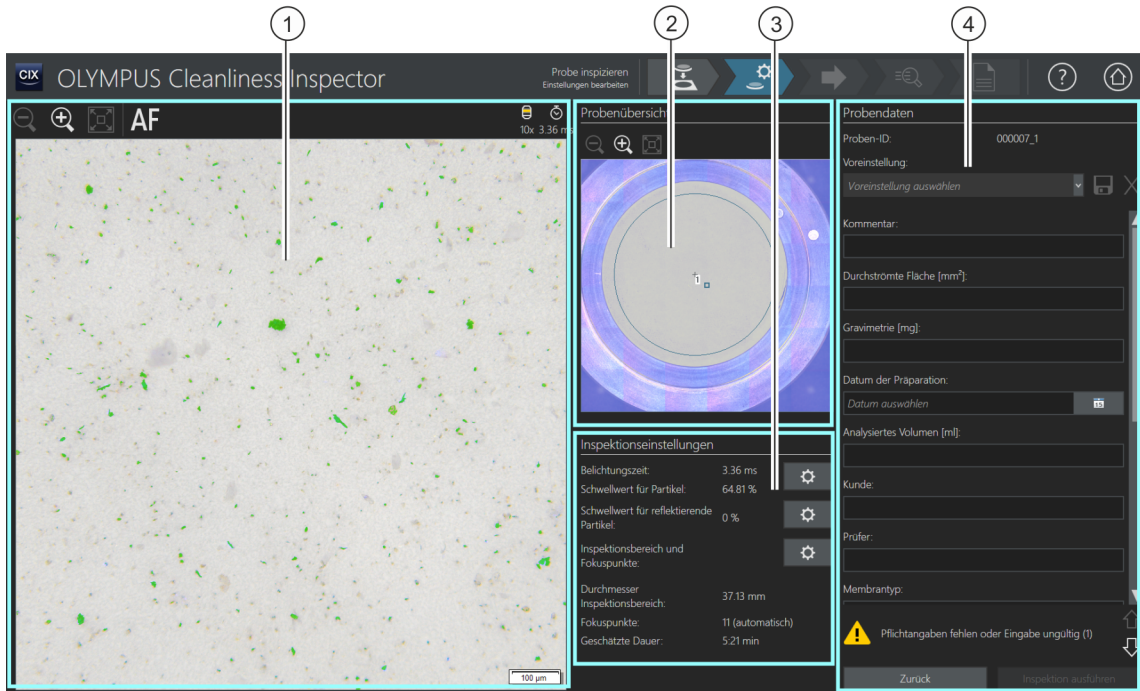 1
2
3
4
CIX
OLYMPUS Cleanliness Inspector
Probe inspizieren
Einstellungen bearbeiten
?
AF
10x 3.36 ms
100 µm
Probenübersicht
1
Inspektionseinstellungen
Belichtungszeit: 3.36 ms
Schwellwert für Partikel: 64.81 %
Schwellwert für reflektierende
Partikel: 0 %
Inspektionsbereich und
Fokuspunkte:
Durchmesser
Inspektionsbereich: 37.13 mm
Fokuspunkte: 11 (automatisch)
Geschätzte Dauer: 5:21 min
Probendaten
Proben-ID: 000007_1
Voreinstellung:
Voreinstellung auswählen
Kommentar:
Durchströmte Fläche [mm²]:
Gravimetrie [mg]:
Datum der Präparation:
Datum auswählen
15
Analysiertes Volumen [ml]:
Kunde:
Prüfer:
Membrantyp:
Pflichtangaben fehlen oder Eingabe ungültig (1)
Zurück
Inspektion ausführen